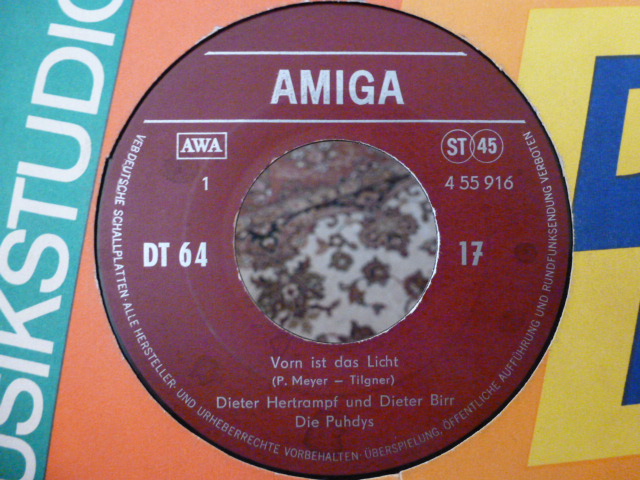 AMIGA
AWA
ST 45
1
4 55 916
DT 64
17
Vorn ist das Licht
(P. Meyer – Tilgner)
Dieter Hertrampf und Dieter Birr
Die Puhdys
VEB DEUTSCHE SCHALLPLATTEN · ALLE HERSTELLER- UND URHEBERRECHTE VORBEHALTEN · ÜBERSPIELUNG, ÖFFENTLICHE AUFFÜHRUNG UND RUNDFUNKSENDUNG VERBOTEN
USIKSTUDIO